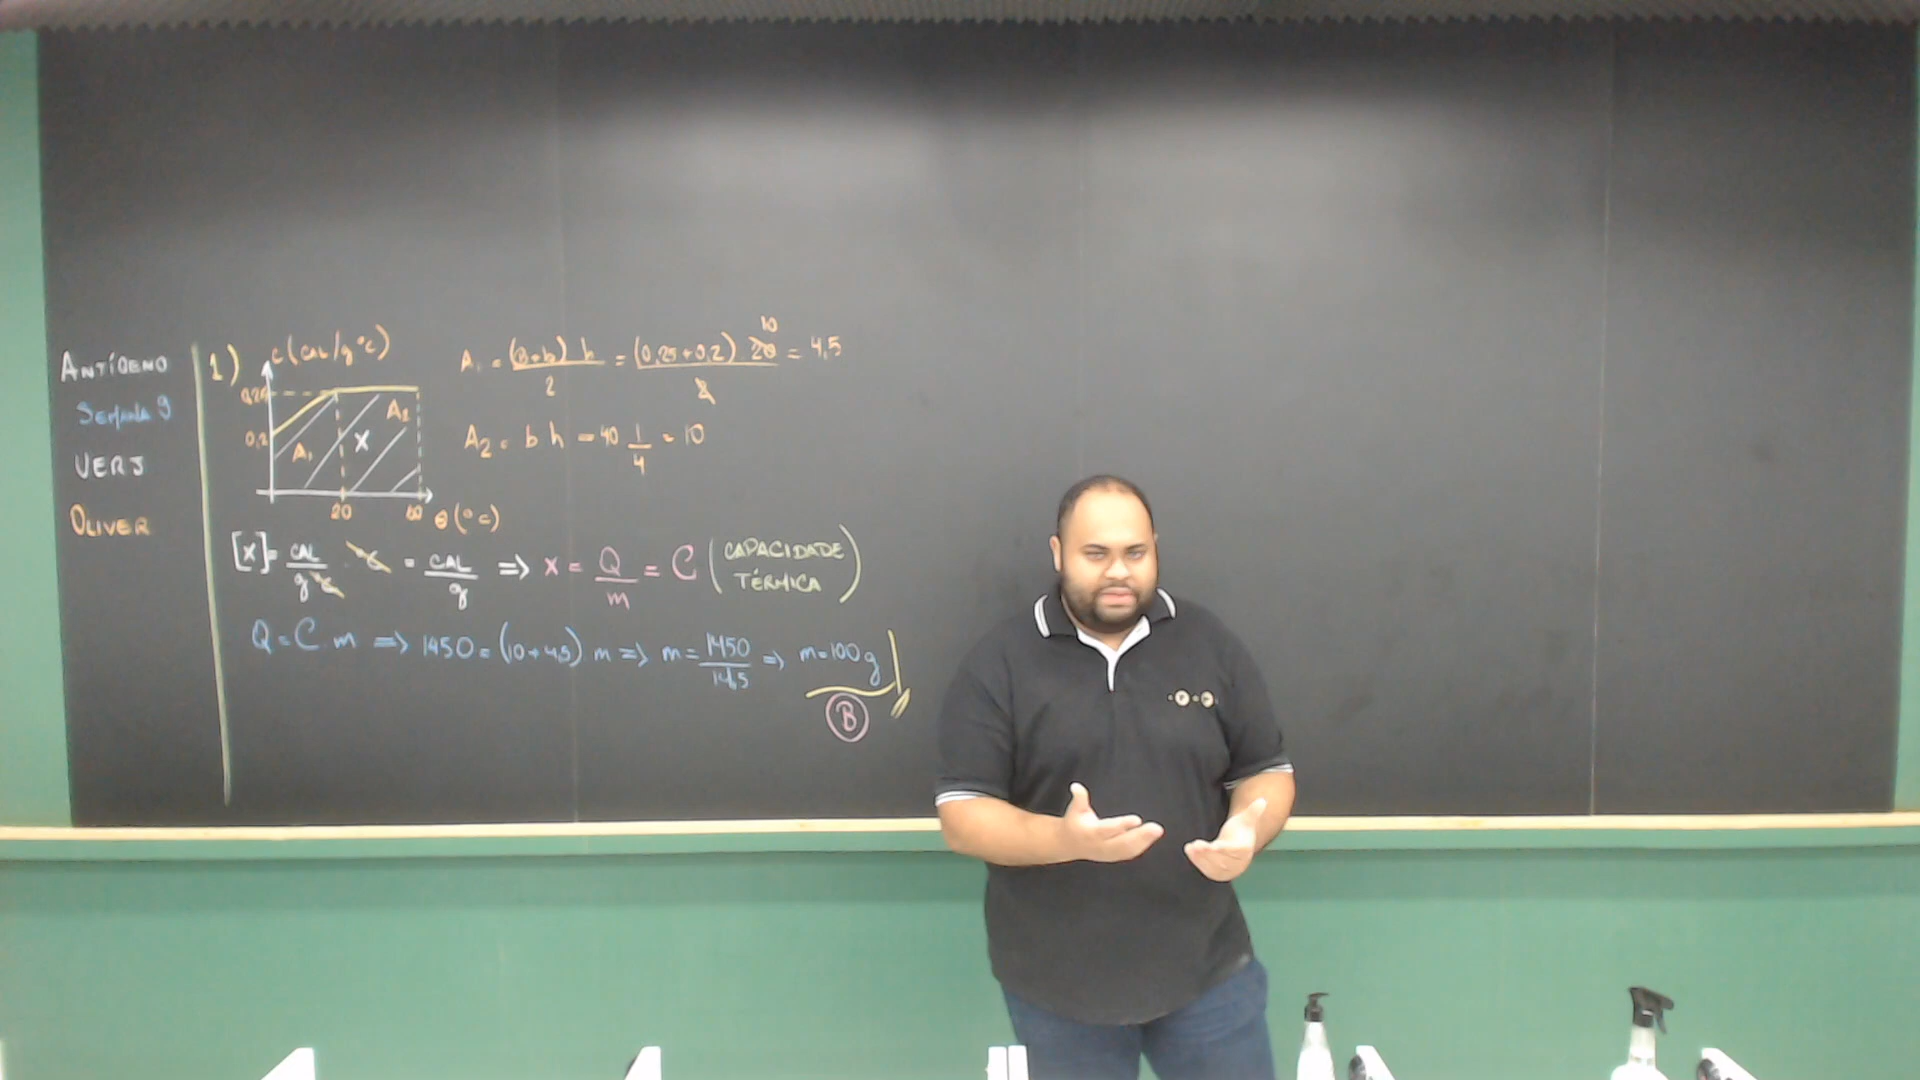 ANTÍGENO
SEMANA 9
UERJ
OLIVER
1)
c (CAL/g°C)
0,25
0,2
A₁
X
A₂
20
60
θ(°C)
A₁ = (B+b) h / 2 = (0,25+0,2) . 20 / 2 = 4,5
10
A₂ = b h = 40 1/4 = 10
[X] = CAL/g°C . °C = CAL/g => x = Q/m = C (CAPACIDADE TÉRMICA)
Q = C m => 1450 = (10+4,5) m => m = 1450/14,5 => m = 100 g
B